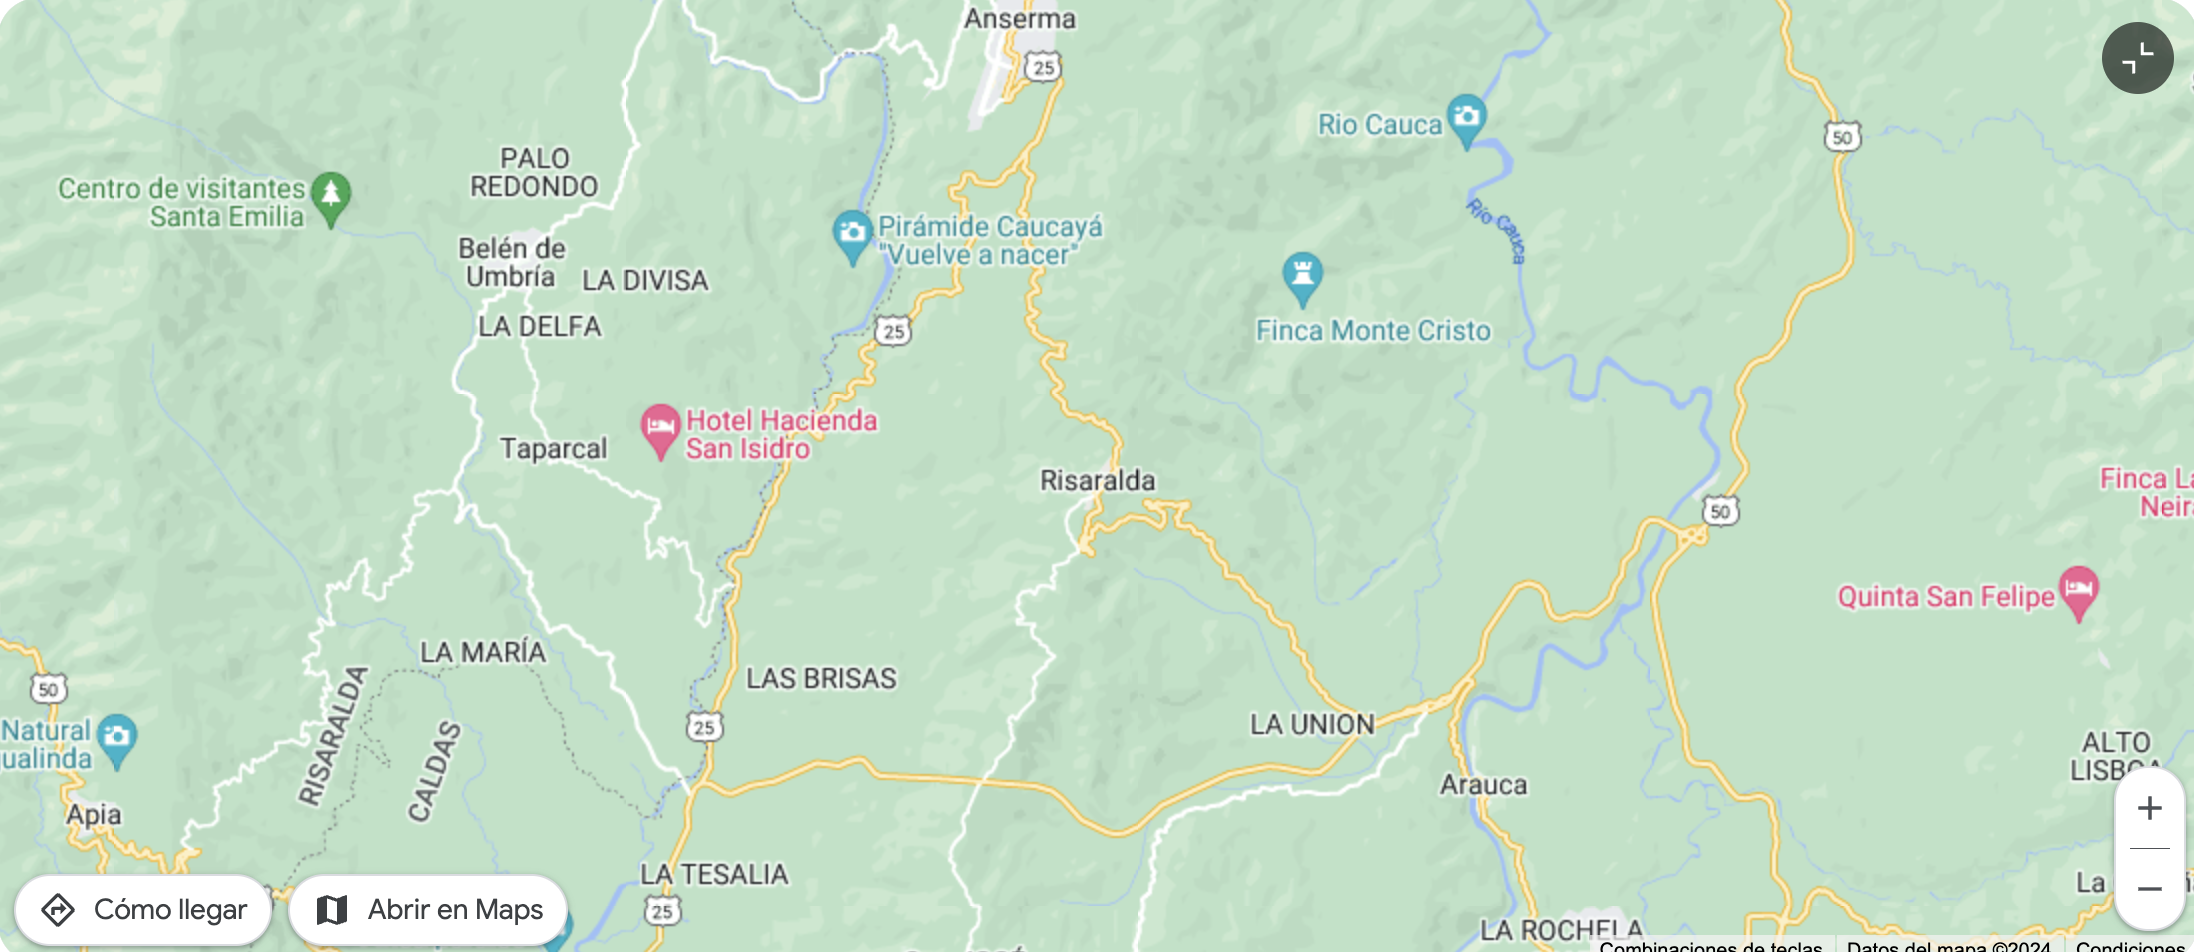 Anserma
25
Rio Cauca
50
PALO
REDONDO
Centro de visitantes
Santa Emilia
Río Cauca
Pirámide Caucayá
"Vuelve a nacer"
Belén de
Umbría
LA DIVISA
LA DELFA
25
Finca Monte Cristo
Hotel Hacienda
San Isidro
Taparcal
Risaralda
Finca La
Neira
50
Quinta San Felipe
LA MARÍA
LAS BRISAS
50
RISARALDA
CALDAS
Natural
25
LA UNION
ALTO
LISBOA
Arauca
Apia
LA TESALIA
La
Cómo llegar
Abrir en Maps
25
LA ROCHELA
Combinaciones de teclas
Datos del mapa ©2024
Condiciones